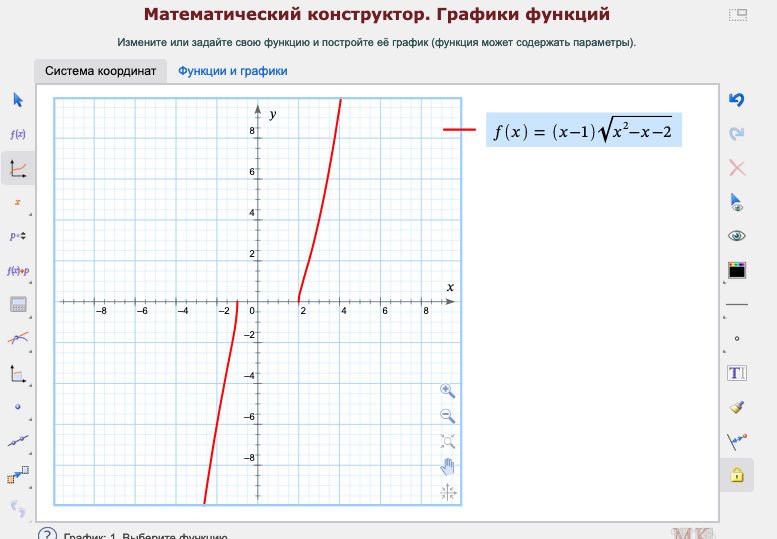 Математический конструктор. Графики функций
Измените или задайте свою функцию и постройте её график (функция может содержать параметры).
Система координат
Функции и графики
f(x)
x
p=
f(x)+p
y
8
6
4
2
−8 −6 −4 −2 0 2 4 6 8 x
−2
−4
−6
−8
f(x) = (x−1)√x²−x−2
T
?
График: 1. Выберите функцию
МК